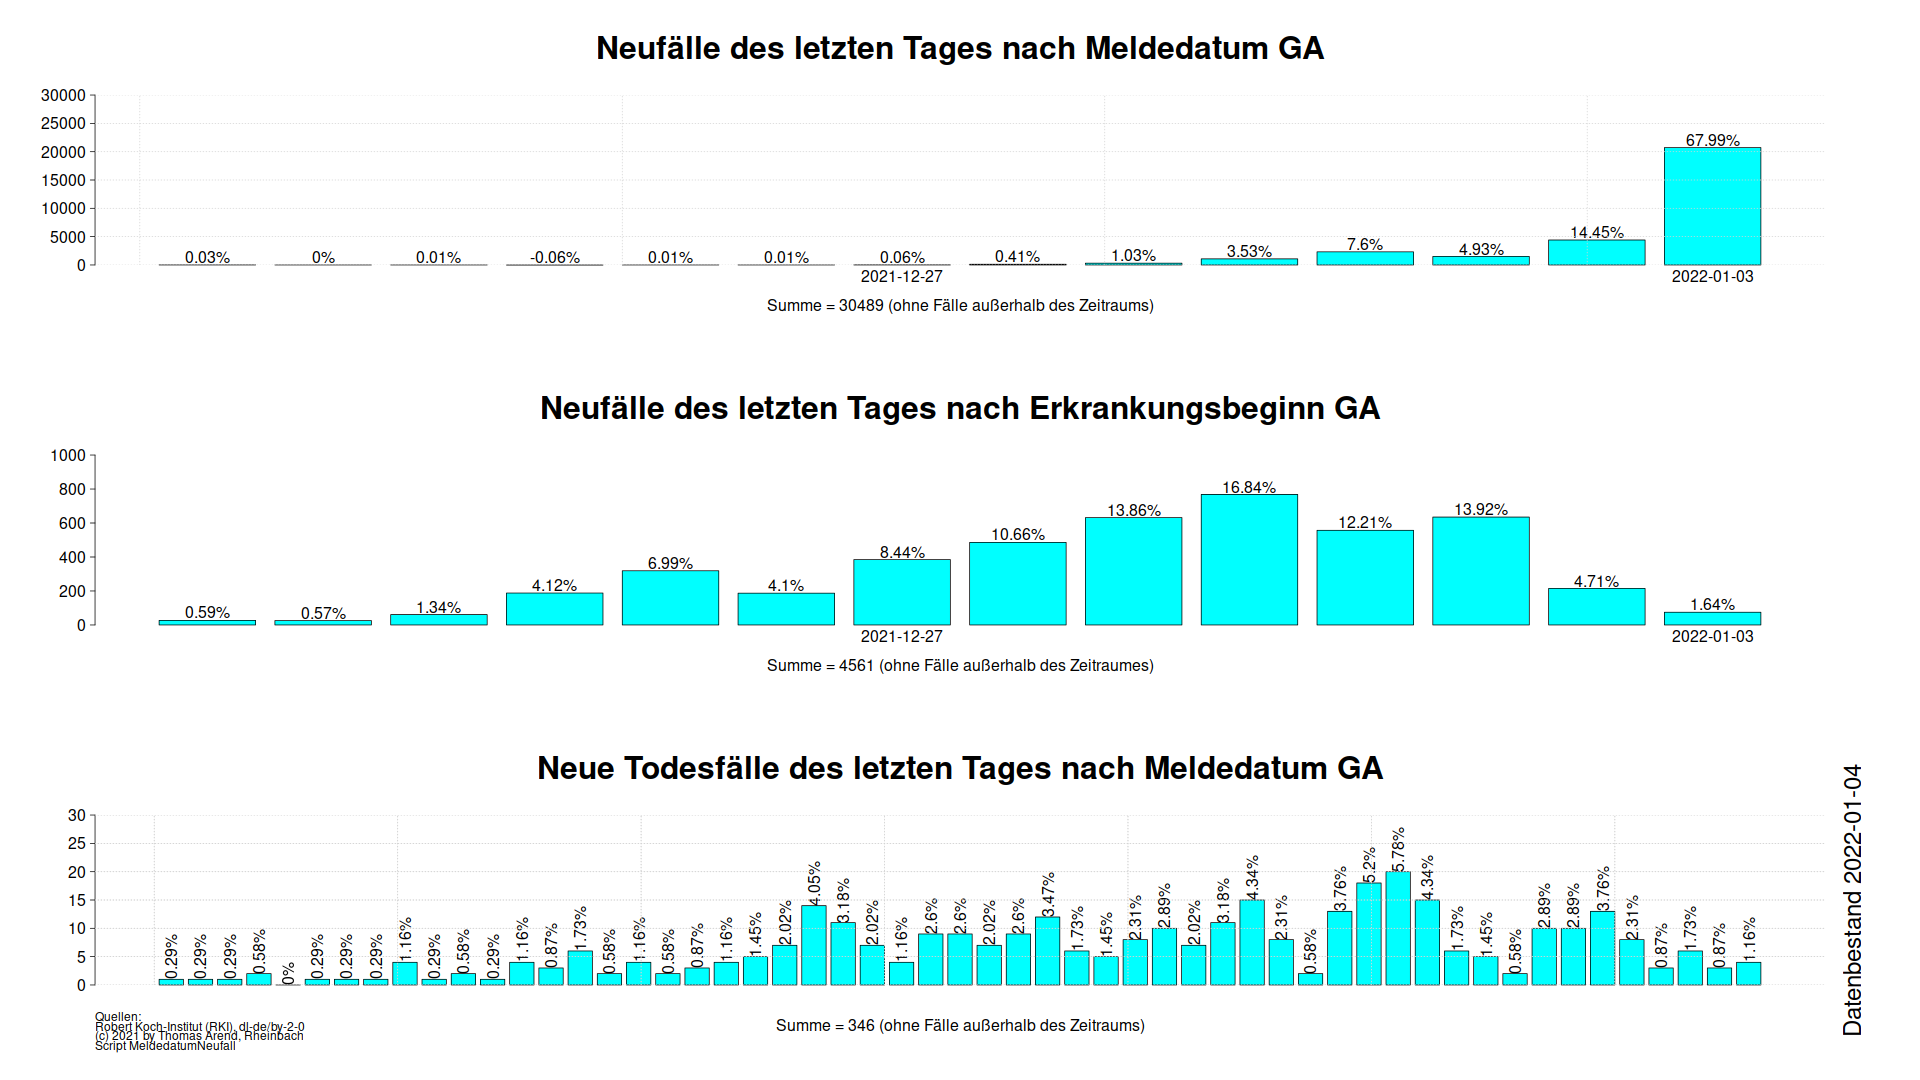 Neufälle des letzten Tages nach Meldedatum GA
30000
25000
20000
15000
10000
5000
0
0.03% 0% 0.01% -0.06% 0.01% 0.01% 0.06% 0.41% 1.03% 3.53% 7.6% 4.93% 14.45% 67.99%
2021-12-27 2022-01-03
Summe = 30489 (ohne Fälle außerhalb des Zeitraums)
Neufälle des letzten Tages nach Erkrankungsbeginn GA
1000
800
600
400
200
0
0.59% 0.57% 1.34% 4.12% 6.99% 4.1% 8.44% 10.66% 13.86% 16.84% 12.21% 13.92% 4.71% 1.64%
2021-12-27 2022-01-03
Summe = 4561 (ohne Fälle außerhalb des Zeitraumes)
Neue Todesfälle des letzten Tages nach Meldedatum GA
30
25
20
15
10
5
0
0.29% 0.29% 0.29% 0.58% 0% 0.29% 0.29% 0.29% 1.16% 0.29% 0.58% 0.29% 1.16% 0.87% 1.73% 0.58% 1.16% 0.58% 0.87% 1.16% 1.45% 2.02% 4.05% 3.18% 2.02% 1.16% 2.6% 2.6% 2.02% 2.6% 3.47% 1.73% 1.45% 2.31% 2.89% 2.02% 3.18% 4.34% 2.31% 0.58% 3.76% 5.2% 5.78% 4.34% 1.73% 1.45% 0.58% 2.89% 2.89% 3.76% 2.31% 0.87% 1.73% 0.87% 1.16%
Summe = 346 (ohne Fälle außerhalb des Zeitraums)
Quellen:
Robert Koch-Institut (RKI), dl-de/by-2-0
(c) 2021 by Thomas Arend, Rheinbach
Script MeldedatumNeufall
Datenbestand 2022-01-04